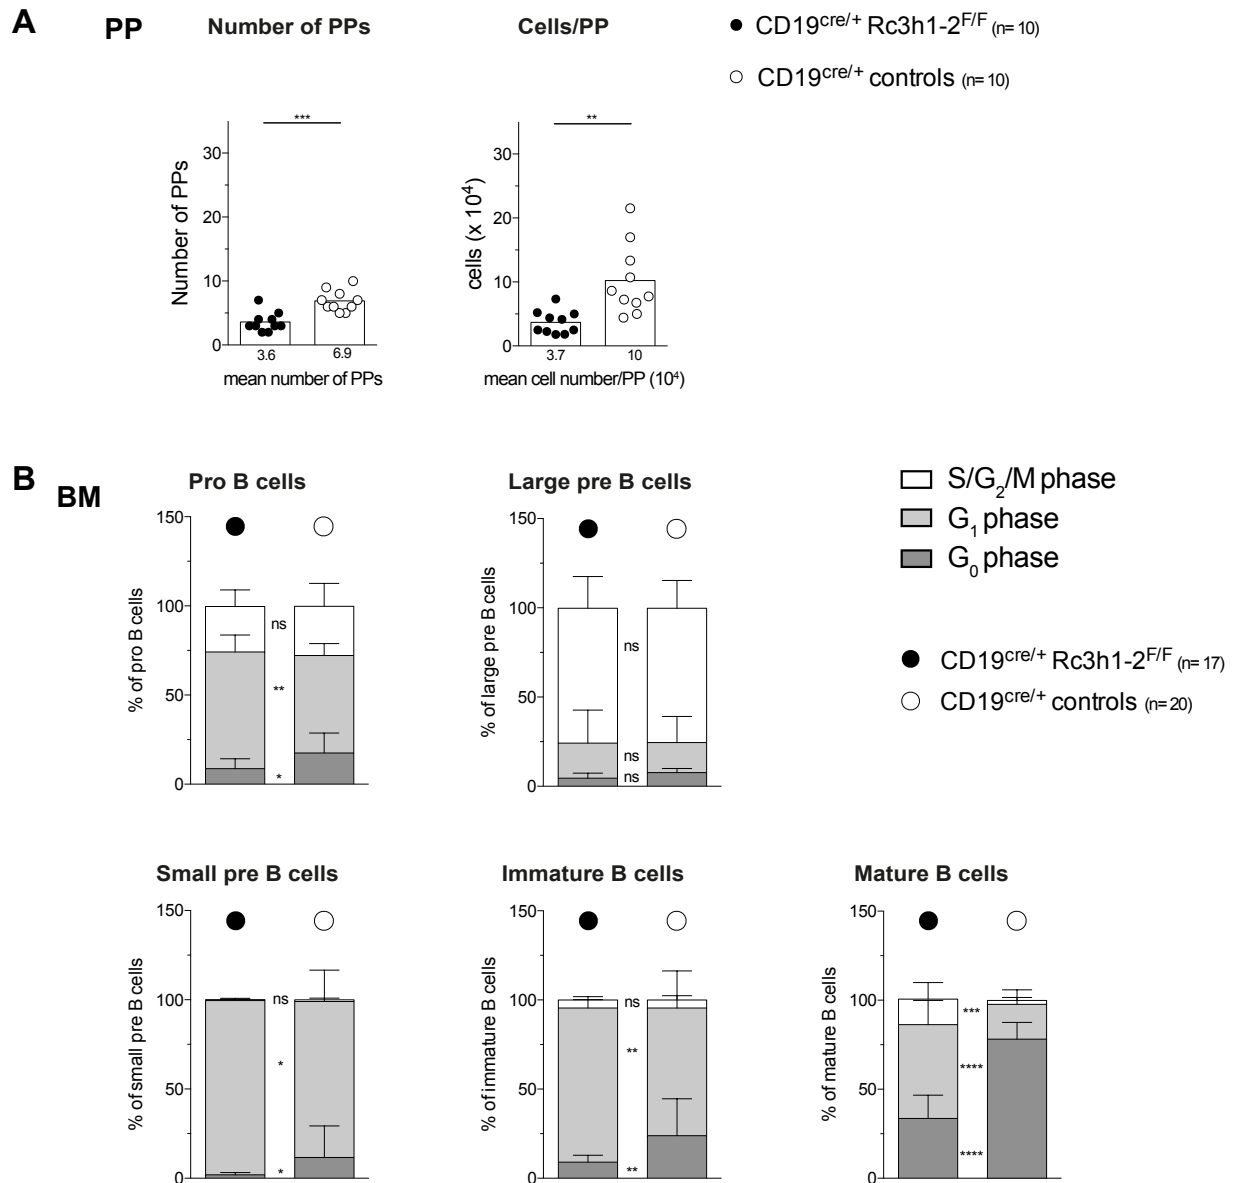 A
PP
Number of PPs
Cells/PP
CD19cre/+ Rc3h1-2F/F (n= 10)
CD19cre/+ controls (n= 10)
***
**
Number of PPs
30
20
10
0
3.6
6.9
mean number of PPs
cells (x 10⁴)
30
20
10
0
3.7
10
mean cell number/PP (10⁴)
B
BM
Pro B cells
Large pre B cells
S/G₂/M phase
G₁ phase
G₀ phase
CD19cre/+ Rc3h1-2F/F (n= 17)
CD19cre/+ controls (n= 20)
% of pro B cells
150
100
50
0
ns
**
*
% of large pre B cells
150
100
50
0
ns
ns
ns
Small pre B cells
Immature B cells
Mature B cells
% of small pre B cells
150
100
50
0
ns
*
*
% of immature B cells
150
100
50
0
ns
**
**
% of mature B cells
150
100
50
0
***
****
****